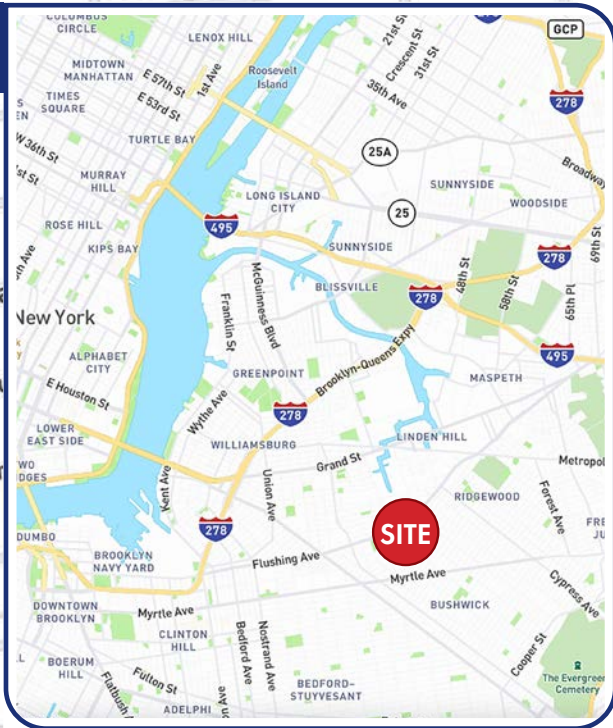 COLUMBUS
CIRCLE
LENOX HILL
21st St
Crescent St
31st St
GCP
MIDTOWN
MANHATTAN
E 57th St
1st Ave
Roosevelt
Island
35th Ave
278
E 53rd St
TIMES
SQUARE
TURTLE BAY
W 36th St
25A
Broadway
MURRAY
HILL
SUNNYSIDE
LONG ISLAND
CITY
WOODSIDE
25
ROSE HILL
495
69th St
KIPS BAY
SUNNYSIDE
278
McGuinness Blvd
48th St
58th St
65th Pl
BLISSVILLE
278
Franklin St
New York
Brooklyn-Queens Expy
495
ALPHABET
CITY
GREENPOINT
MASPETH
E Houston St
Wythe Ave
278
LOWER
EAST SIDE
WILLIAMSBURG
LINDEN HILL
Grand St
Kent Ave
Union Ave
RIDGEWOOD
Forest Ave
278
SITE
DUMBO
BROOKLYN
NAVY YARD
Flushing Ave
Myrtle Ave
Cypress Ave
DOWNTOWN
BROOKLYN
Myrtle Ave
BUSHWICK
CLINTON
HILL
Bedford Ave
Nostrand Ave
Cooper St
BOERUM
HILL
Fulton St
Flatbush
BEDFORD-
STUYVESANT
The Evergreen
Cemetery
ADELPHI